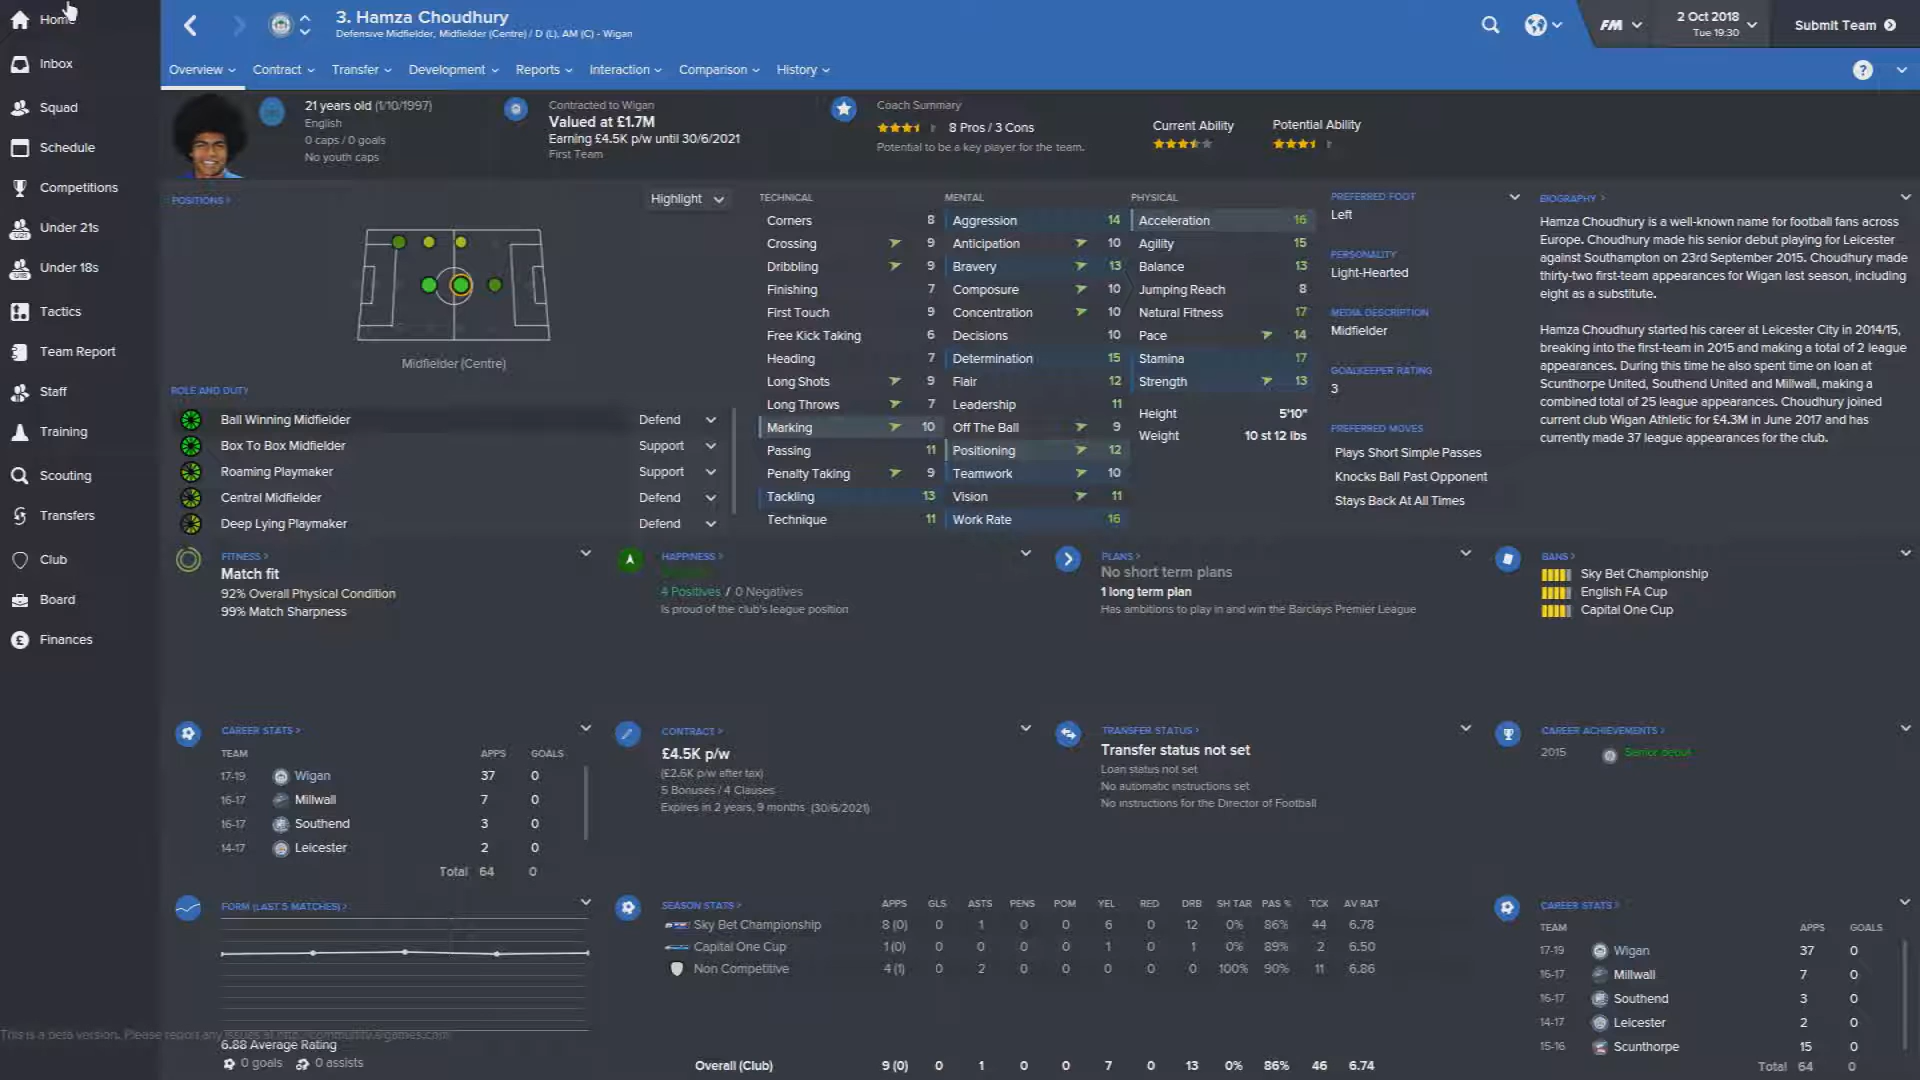 Home
Inbox
Squad
Schedule
Competitions
Under 21s
Under 18s
Tactics
Team Report
Staff
Training
Scouting
Transfers
Club
Board
Finances
3. Hamza Choudhury
Defensive Midfielder, Midfielder (Centre) / D (L), AM (C) - Wigan
FM
2 Oct 2018
Tue 19:30
Submit Team
Overview Contract Transfer Development Reports Interaction Comparison History
?
21 years old (1/10/1997)
English
0 caps / 0 goals
No youth caps
Contracted to Wigan
Valued at £1.7M
Earning £4.5K p/w until 30/6/2021
First Team
Coach Summary
8 Pros / 3 Cons
Potential to be a key player for the team.
Current Ability
Potential Ability
POSITIONS >
Highlight
Midfielder (Centre)
ROLE AND DUTY
Ball Winning Midfielder Defend
Box To Box Midfielder Support
Roaming Playmaker Support
Central Midfielder Defend
Deep Lying Playmaker Defend
TECHNICAL
Corners 8
Crossing 9
Dribbling 9
Finishing 7
First Touch 9
Free Kick Taking 6
Heading 7
Long Shots 9
Long Throws 7
Marking 10
Passing 11
Penalty Taking 9
Tackling 13
Technique 11
MENTAL
Aggression 14
Anticipation 10
Bravery 13
Composure 10
Concentration 10
Decisions 10
Determination 15
Flair 12
Leadership 11
Off The Ball 9
Positioning 12
Teamwork 10
Vision 11
Work Rate 16
PHYSICAL
Acceleration 16
Agility 15
Balance 13
Jumping Reach 8
Natural Fitness 17
Pace 14
Stamina 17
Strength 13
Height 5'10"
Weight 10 st 12 lbs
PREFERRED FOOT
Left
PERSONALITY
Light-Hearted
MEDIA DESCRIPTION
Midfielder
GOALKEEPER RATING
3
PREFERRED MOVES
Plays Short Simple Passes
Knocks Ball Past Opponent
Stays Back At All Times
BIOGRAPHY >
Hamza Choudhury is a well-known name for football fans across
Europe. Choudhury made his senior debut playing for Leicester
against Southampton on 23rd September 2015. Choudhury made
thirty-two first-team appearances for Wigan last season, including
eight as a substitute.
Hamza Choudhury started his career at Leicester City in 2014/15,
breaking into the first-team in 2015 and making a total of 2 league
appearances. During this time he also spent time on loan at
Scunthorpe United, Southend United and Millwall, making a
combined total of 25 league appearances. Choudhury joined
current club Wigan Athletic for £4.3M in June 2017 and has
currently made 37 league appearances for the club.
FITNESS >
Match fit
92% Overall Physical Condition
99% Match Sharpness
HAPPINESS >
4 Positives / 0 Negatives
Is proud of the club's league position
PLANS >
No short term plans
1 long term plan
Has ambitions to play in and win the Barclays Premier League
BANS >
Sky Bet Championship
English FA Cup
Capital One Cup
CAREER STATS >
TEAM APPS GOALS
17-19 Wigan 37 0
16-17 Millwall 7 0
16-17 Southend 3 0
14-17 Leicester 2 0
Total 64 0
CONTRACT >
£4.5K p/w
(£2.6K p/w after tax)
5 Bonuses / 4 Clauses
Expires in 2 years, 9 months (30/6/2021)
TRANSFER STATUS >
Transfer status not set
Loan status not set
No automatic instructions set
No instructions for the Director of Football
CAREER ACHIEVEMENTS >
2015 Senior debut
FORM (LAST 5 MATCHES) >
This is a beta version. Please report any issues at http://community.sigames.com/
6.88 Average Rating
0 goals 0 assists
SEASON STATS > APPS GLS ASTS PENS POM YEL RED DRB SH TAR PAS % TCK AV RAT
Sky Bet Championship 8 (0) 0 1 0 0 6 0 12 0% 86% 44 6.78
Capital One Cup 1 (0) 0 0 0 0 1 0 1 0% 89% 2 6.50
Non Competitive 4 (1) 0 2 0 0 0 0 0 100% 90% 11 6.86
Overall (Club) 9 (0) 0 1 0 0 7 0 13 0% 86% 46 6.74
CAREER STATS >
TEAM APPS GOALS
17-19 Wigan 37 0
16-17 Millwall 7 0
16-17 Southend 3 0
14-17 Leicester 2 0
15-16 Scunthorpe 15 0
Total 64 0